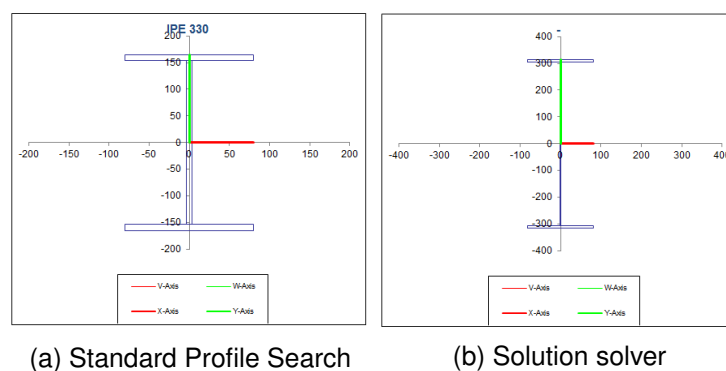 IPE 330
200
150
100
50
0
-200 -150 -100 -50 0 50 100 150 200
-50
-100
-150
-200
V-Axis W-Axis
X-Axis Y-Axis
(a) Standard Profile Search
-
400
300
200
100
0
-400 -300 -200 -100 0 100 200 300 400
-100
-200
-300
-400
V-Axis W-Axis
X-Axis Y-Axis
(b) Solution solver